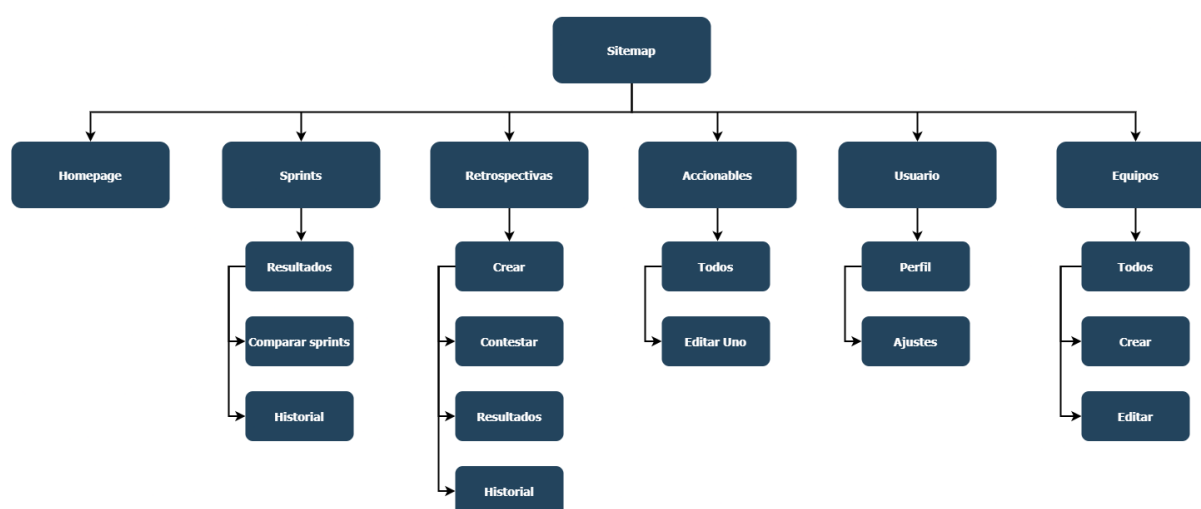 Sitemap
Homepage
Sprints
Retrospectivas
Accionables
Usuario
Equipos
Resultados
Crear
Todos
Perfil
Todos
Comparar sprints
Contestar
Editar Uno
Ajustes
Crear
Historial
Resultados
Editar
Historial